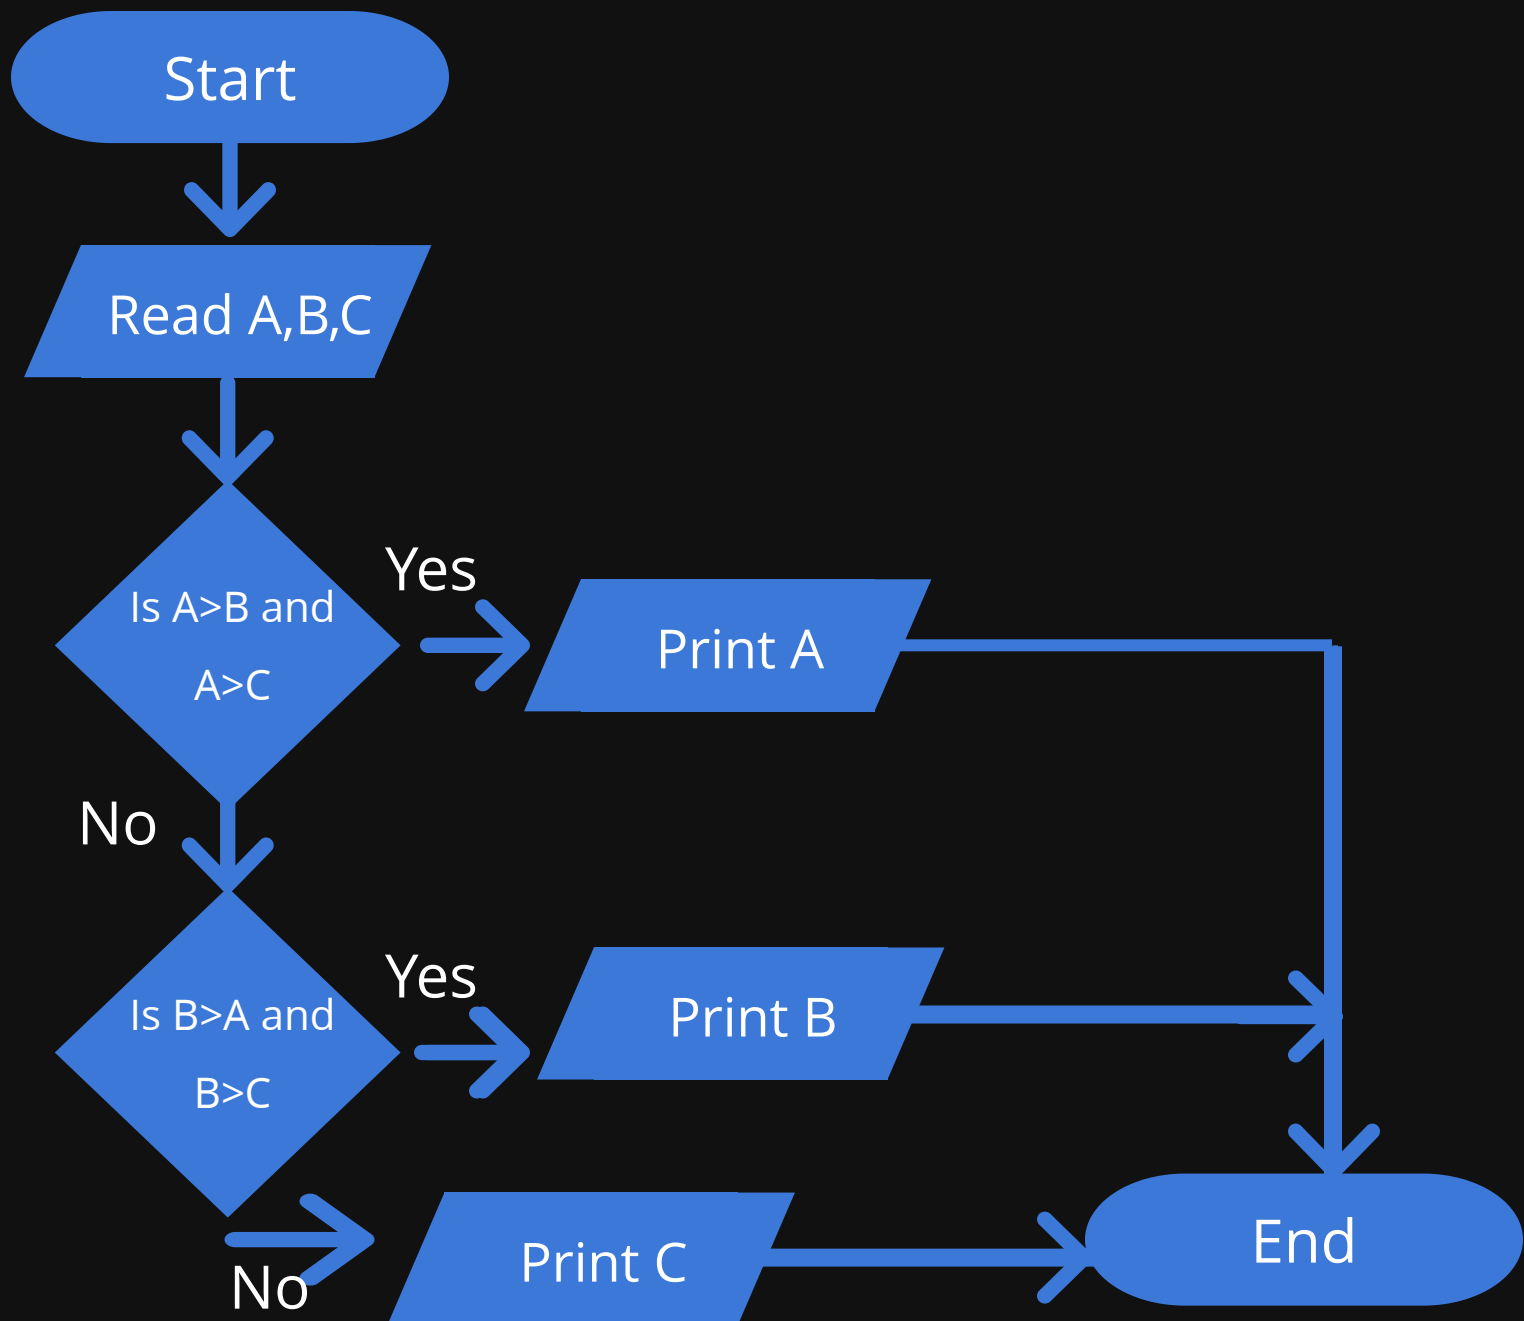 Start
Read A,B,C
Is A>B and
A>C
Yes
Print A
No
Is B>A and
B>C
Yes
Print B
No
Print C
End